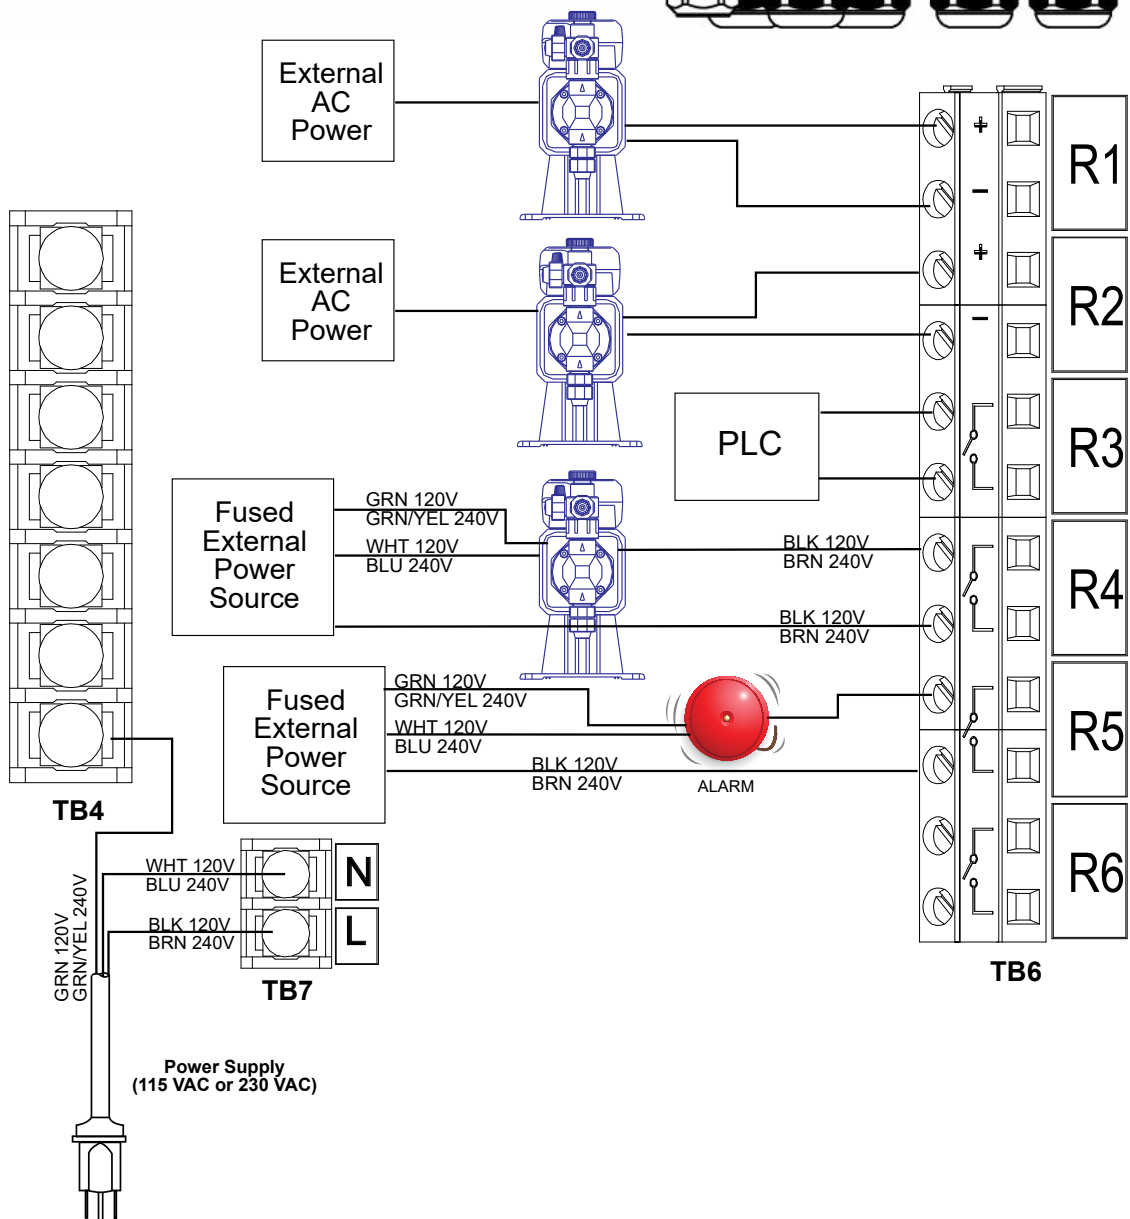 External
AC
Power
+
−
R1
External
AC
Power
+
−
R2
PLC
R3
Fused
External
Power
Source
GRN 120V
GRN/YEL 240V
WHT 120V
BLU 240V
BLK 120V
BRN 240V
BLK 120V
BRN 240V
R4
Fused
External
Power
Source
GRN 120V
GRN/YEL 240V
WHT 120V
BLU 240V
BLK 120V
BRN 240V
ALARM
R5
R6
TB4
WHT 120V
BLU 240V
N
BLK 120V
BRN 240V
L
GRN 120V
GRN/YEL 240V
TB7
TB6
Power Supply
(115 VAC or 230 VAC)